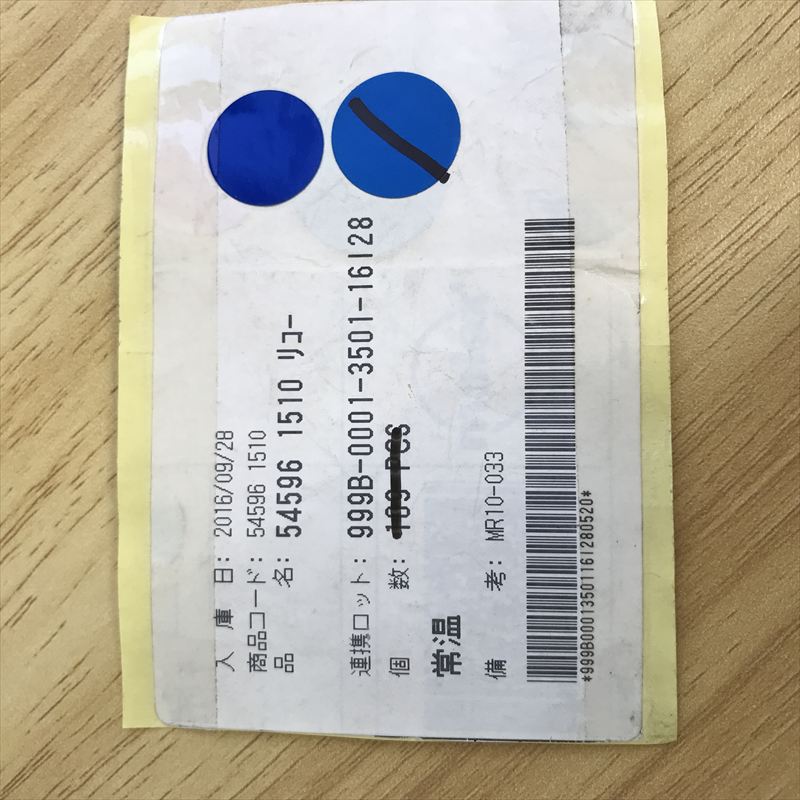 入庫日: 2016/09/28
商品コード: 54596 1510
品名: 54596 1510 ﾘｺｰ
連携ロット: 999B-0001-3501-16128
個数: 109 PCS
常温
備考: MR10-033
*999B00013501161280520*